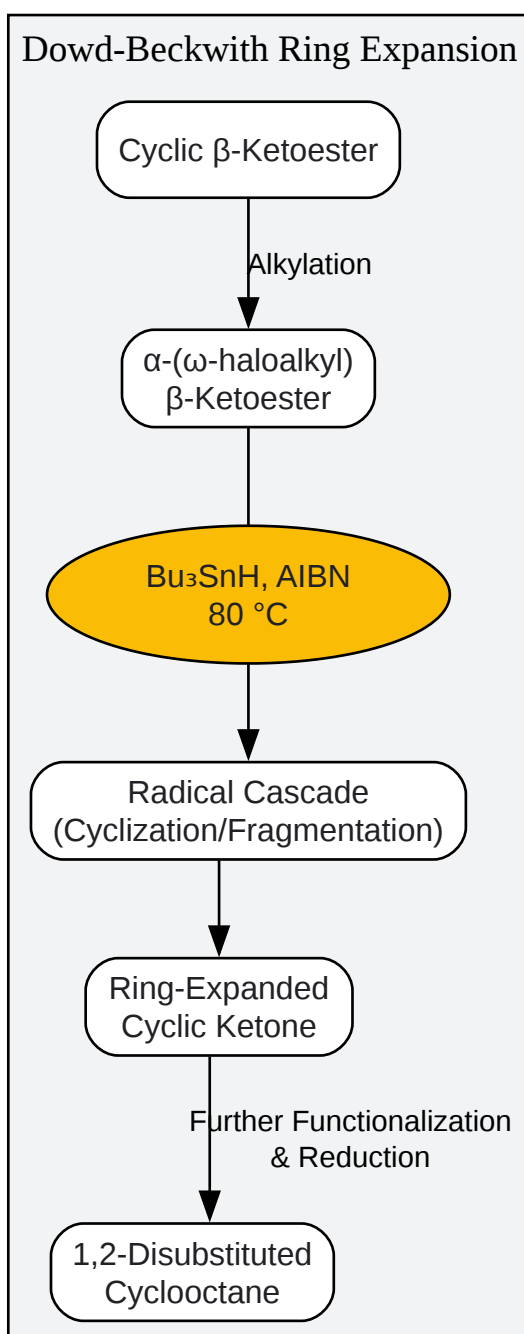 Dowd-Beckwith Ring Expansion
Cyclic β-Ketoester
Alkylation
α-(ω-haloalkyl)
β-Ketoester
Bu₃SnH, AIBN
80 °C
Radical Cascade
(Cyclization/Fragmentation)
Ring-Expanded
Cyclic Ketone
Further Functionalization
& Reduction
1,2-Disubstituted
Cyclooctane